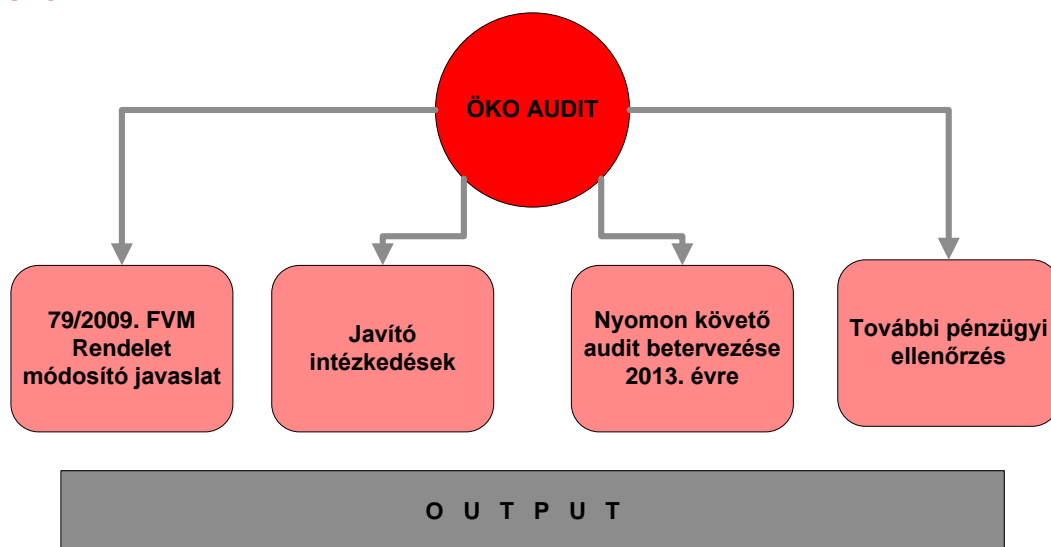 ÖKO AUDIT
79/2009. FVM
Rendelet
módosító javaslat
Javító
intézkedések
Nyomon követő
audit betervezése
2013. évre
További pénzügyi
ellenőrzés
O U T P U T